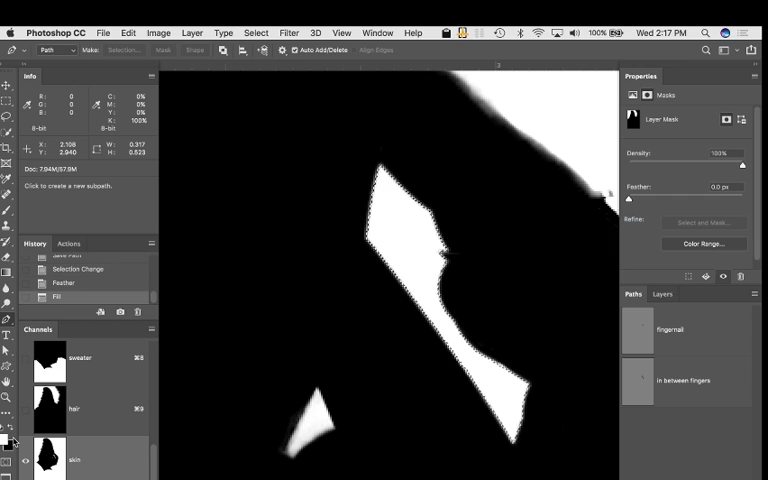 Photoshop CC File Edit Image Layer Type Select Filter 3D View Window Help 100% Wed 2:17 PM
Path Make: Selection... Mask Shape Auto Add/Delete Align Edges
3
Info
R: 0 C: 0%
G: 0 M: 0%
B: 0 Y: 0%
K: 100%
8-bit 8-bit
X: 2.108 W: 0.317
Y: 2.940 H: 0.523
Doc: 7.94M/57.9M
Click to create a new subpath.
History Actions
Save Path
Selection Change
Feather
Fill
Channels
sweater ⌘8
hair ⌘9
skin
Properties
Masks
Layer Mask
Density: 100%
Feather: 0.0 px
Refine: Select and Mask...
Color Range...
Paths Layers
fingernail
in between fingers